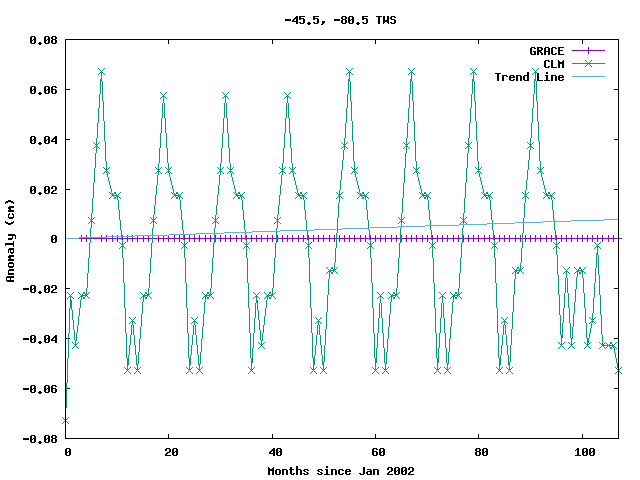 -45.5, -80.5 TWS
GRACE
CLM
Trend Line
0.08
0.06
0.04
0.02
0
-0.02
-0.04
-0.06
-0.08
Anomaly (cm)
0 20 40 60 80 100
Months since Jan 2002